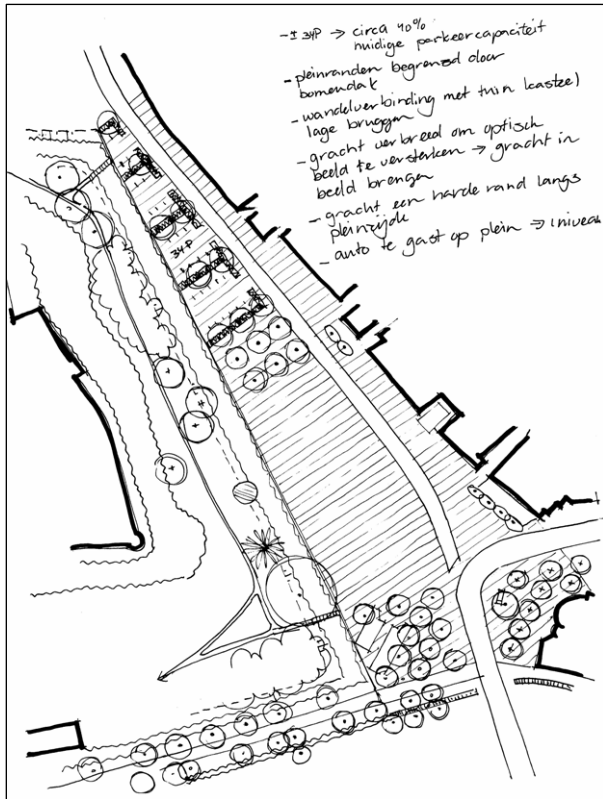 - ± 34P → circa 40%
huidige parkeercapaciteit
- pleinranden begrensd door
bomendak
- wandelverbinding met tuin kasteel
lage bruggen
- gracht verbreed om optisch
beeld te versterken → gracht in
beeld brengen
- gracht een harde rand langs
pleinzijde
- auto te gast op plein → 1 niveau
34P